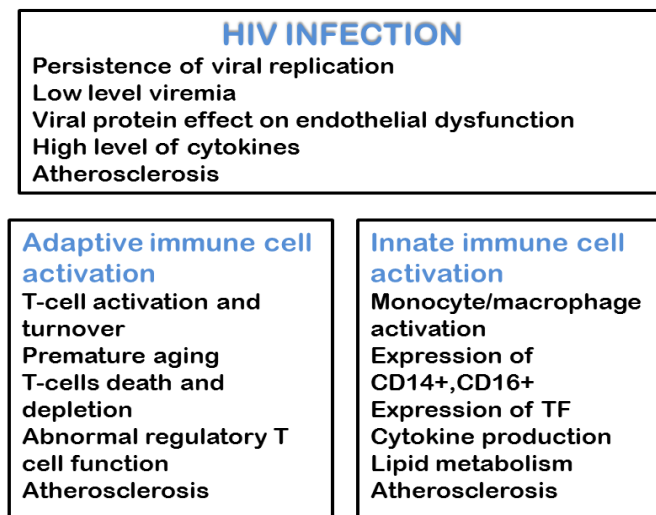 HIV INFECTION
Persistence of viral replication
Low level viremia
Viral protein effect on endothelial dysfunction
High level of cytokines
Atherosclerosis
Adaptive immune cell
activation
T-cell activation and
turnover
Premature aging
T-cells death and
depletion
Abnormal regulatory T
cell function
Atherosclerosis
Innate immune cell
activation
Monocyte/macrophage
activation
Expression of
CD14+,CD16+
Expression of TF
Cytokine production
Lipid metabolism
Atherosclerosis